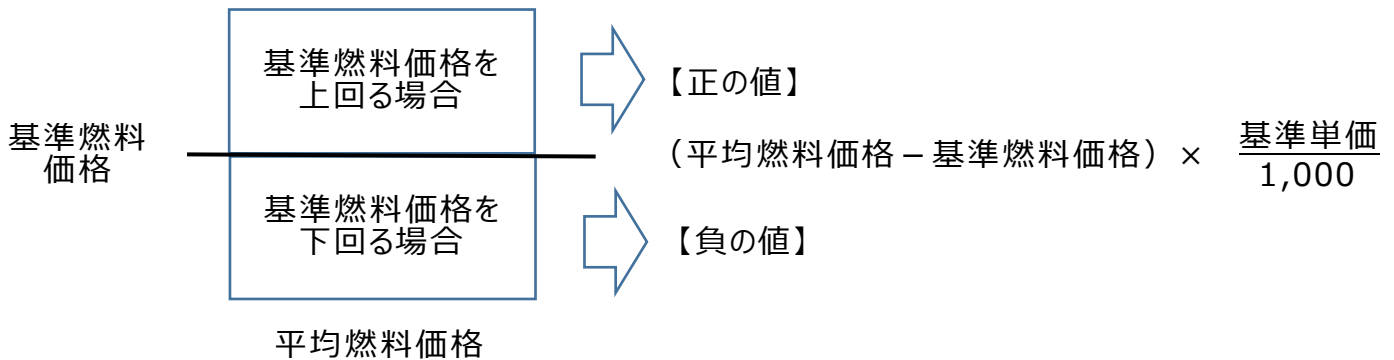 基準燃料価格を
上回る場合
【正の値】
基準燃料
価格
(平均燃料価格 – 基準燃料価格) × 基準単価
1,000
基準燃料価格を
下回る場合
【負の値】
平均燃料価格